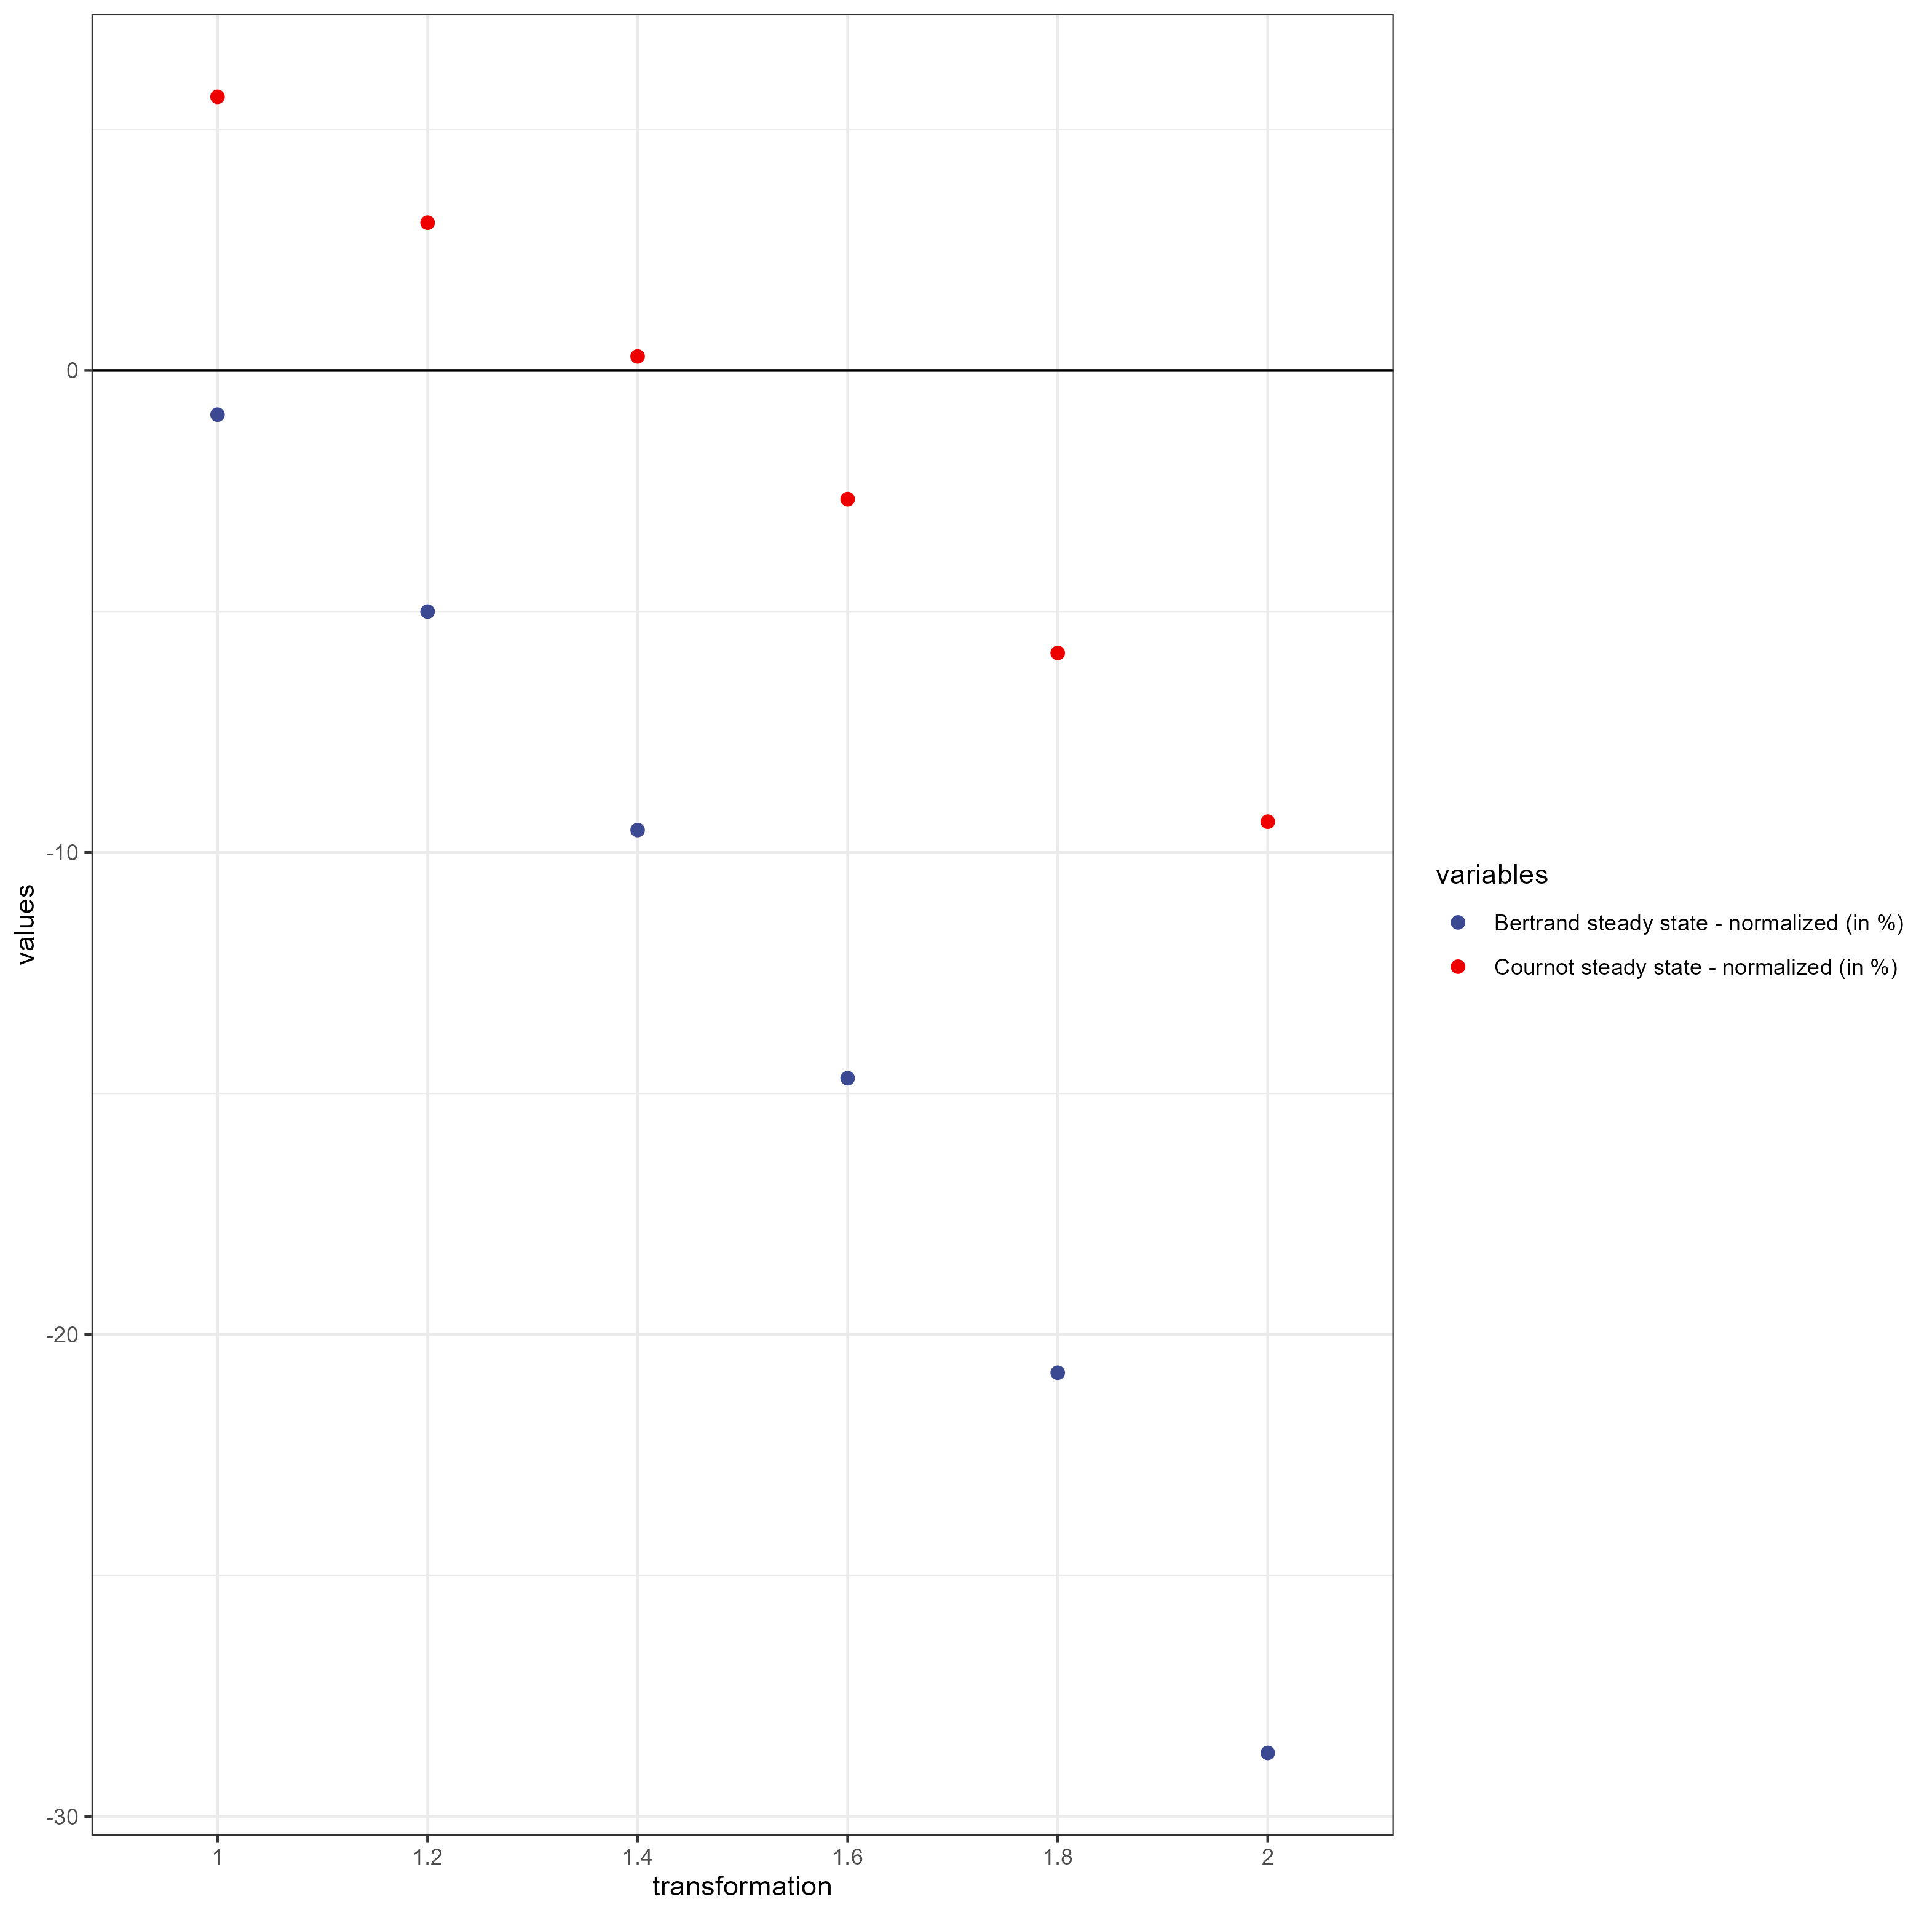 0
-10
-20
-30
values
1 1.2 1.4 1.6 1.8 2
transformation
variables
Bertrand steady state - normalized (in %)
Cournot steady state - normalized (in %)